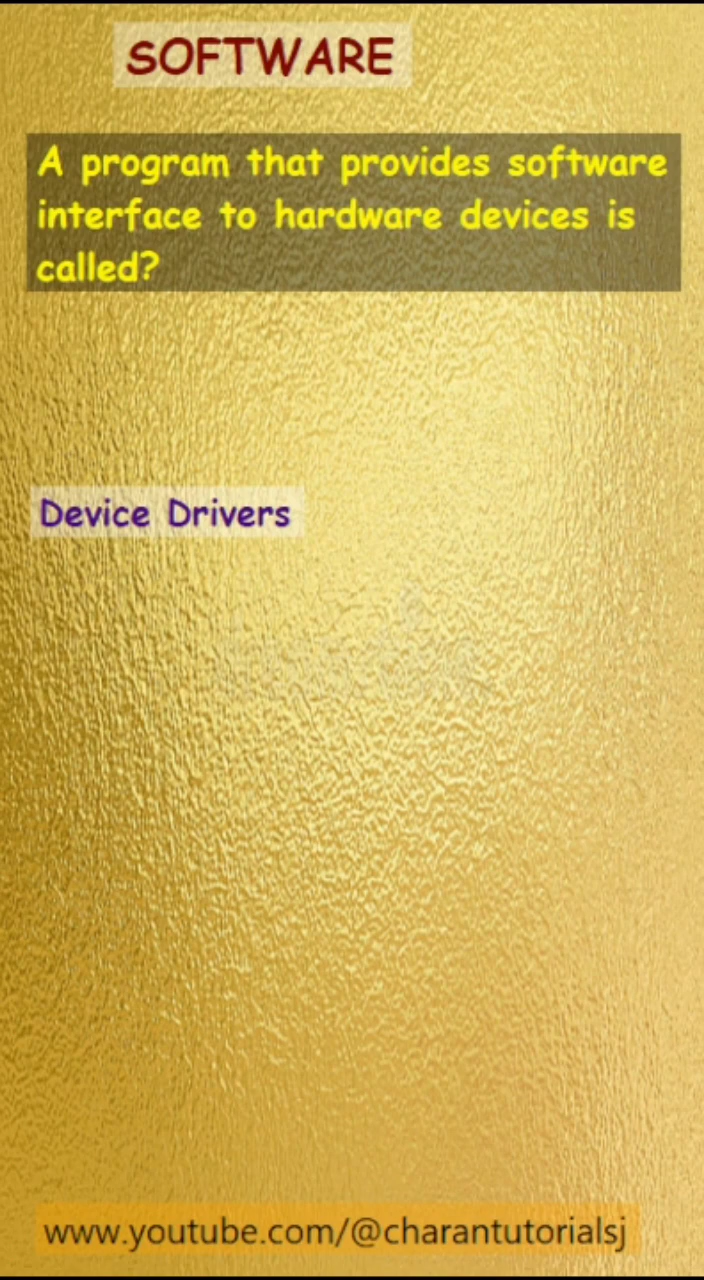 SOFTWARE
A program that provides software
interface to hardware devices is
called?
Device Drivers
www.youtube.com/@charantutorialsj